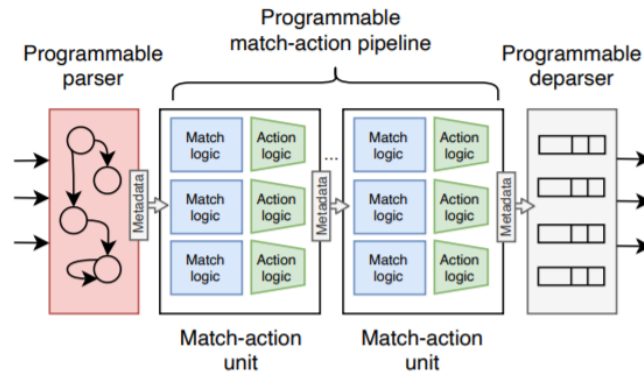 Programmable
match-action pipeline
Programmable
parser
Programmable
deparser
Metadata
Match
logic
Action
logic
Match
logic
Action
logic
Match
logic
Action
logic
...
Metadata
Match
logic
Action
logic
Match
logic
Action
logic
Match
logic
Action
logic
Metadata
Match-action
unit
Match-action
unit